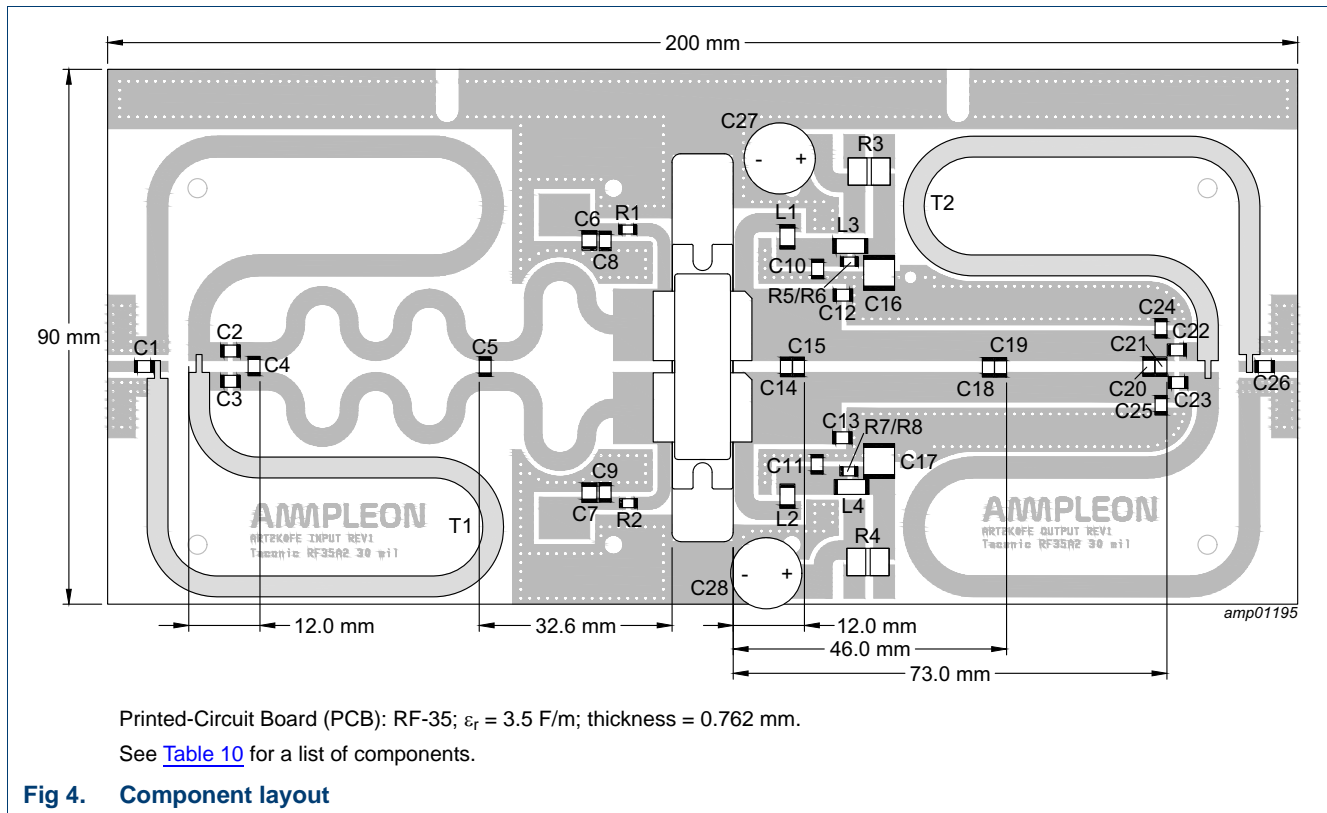 200 mm
90 mm
C27
R3
T2
C6
R1
L1
L3
C8
C10
R5/R6
C16
C12
C24
C22
C1
C2
C4
C5
C15
C19
C21
C3
C14
C18
C20
C23
C26
C25
C13
R7/R8
C9
C11
C17
C7
R2
L2
L4
AMPLEON
ART2K0FE INPUT REV1
Taconic RF35A2 30 mil
T1
AMPLEON
ART2K0FE OUTPUT REV1
Taconic RF35A2 30 mil
R4
C28
- +
- +
amp01195
12.0 mm
32.6 mm
12.0 mm
46.0 mm
73.0 mm
Printed-Circuit Board (PCB): RF-35; εr = 3.5 F/m; thickness = 0.762 mm.
See Table 10 for a list of components.
Fig 4. Component layout